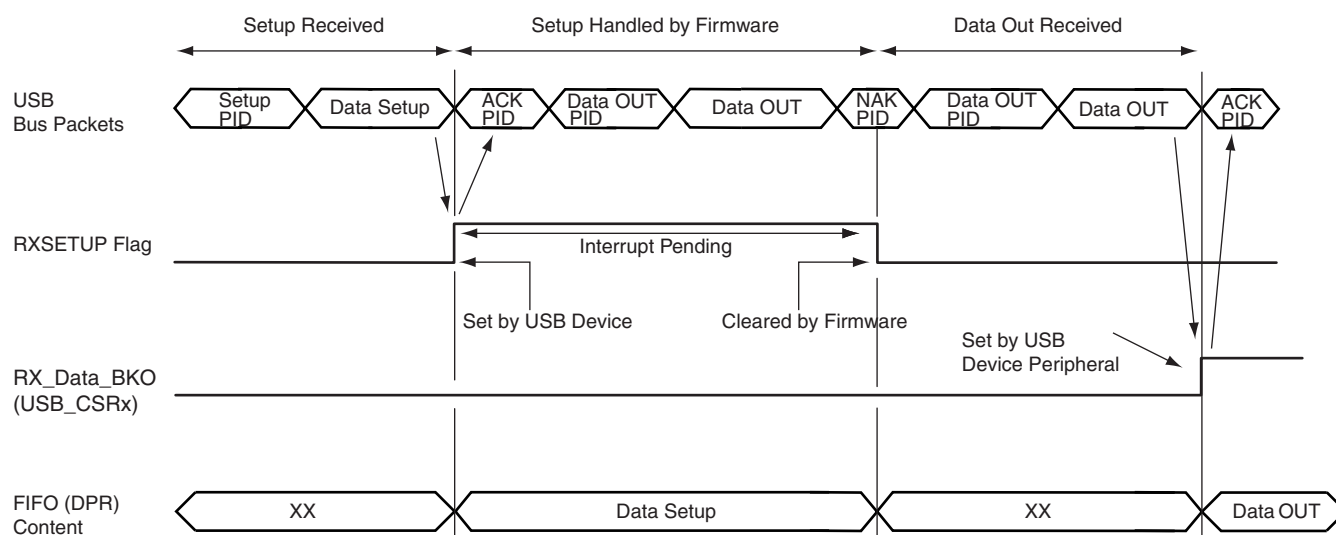 Setup Received
Setup Handled by Firmware
Data Out Received
USB
Bus Packets
Setup
PID
Data Setup
ACK
PID
Data OUT
PID
Data OUT
NAK
PID
Data OUT
PID
Data OUT
ACK
PID
RXSETUP Flag
Interrupt Pending
Set by USB Device
Cleared by Firmware
Set by USB
Device Peripheral
RX_Data_BKO
(USB_CSRx)
FIFO (DPR)
Content
XX
Data Setup
XX
Data OUT